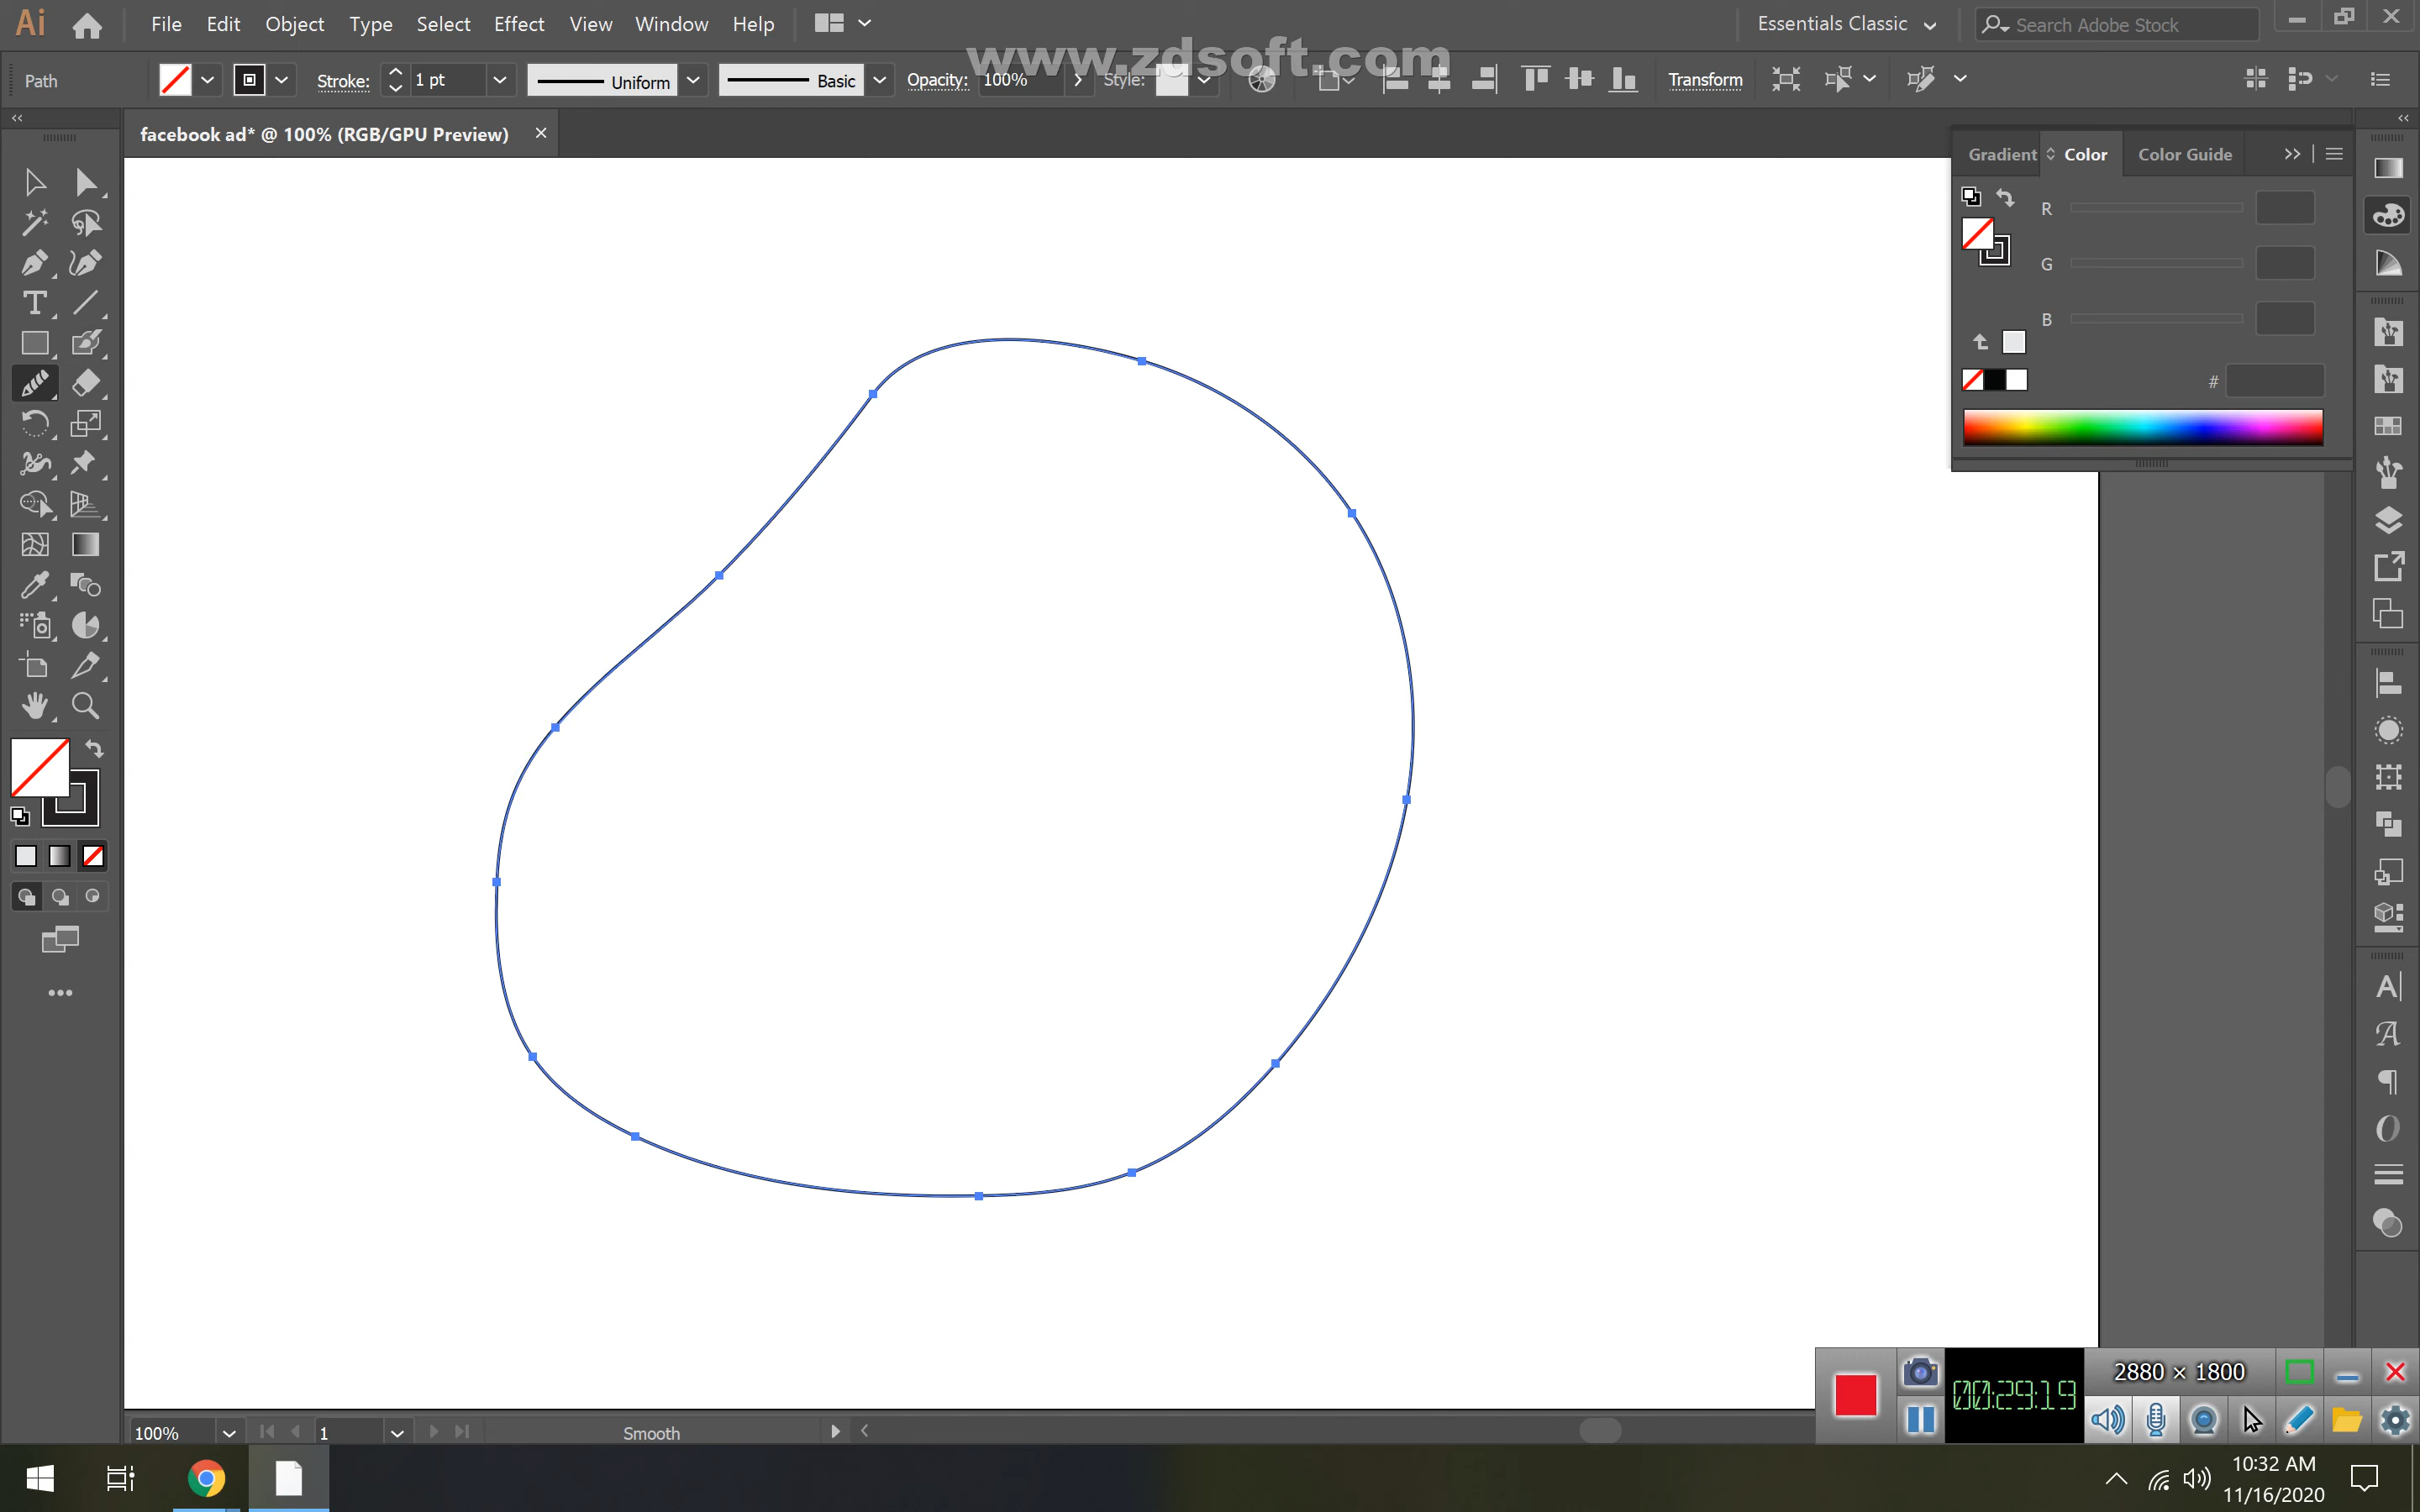 Ai File Edit Object Type Select Effect View Window Help Essentials Classic Search Adobe Stock
www.zdsoft.com
Path Stroke: 1 pt Uniform Basic Opacity: 100% Style: Transform
facebook ad* @ 100% (RGB/GPU Preview)
Gradient Color Color Guide
R
G
B
#
100% 1 Smooth
2880 × 1800
00:29:19
10:32 AM
11/16/2020